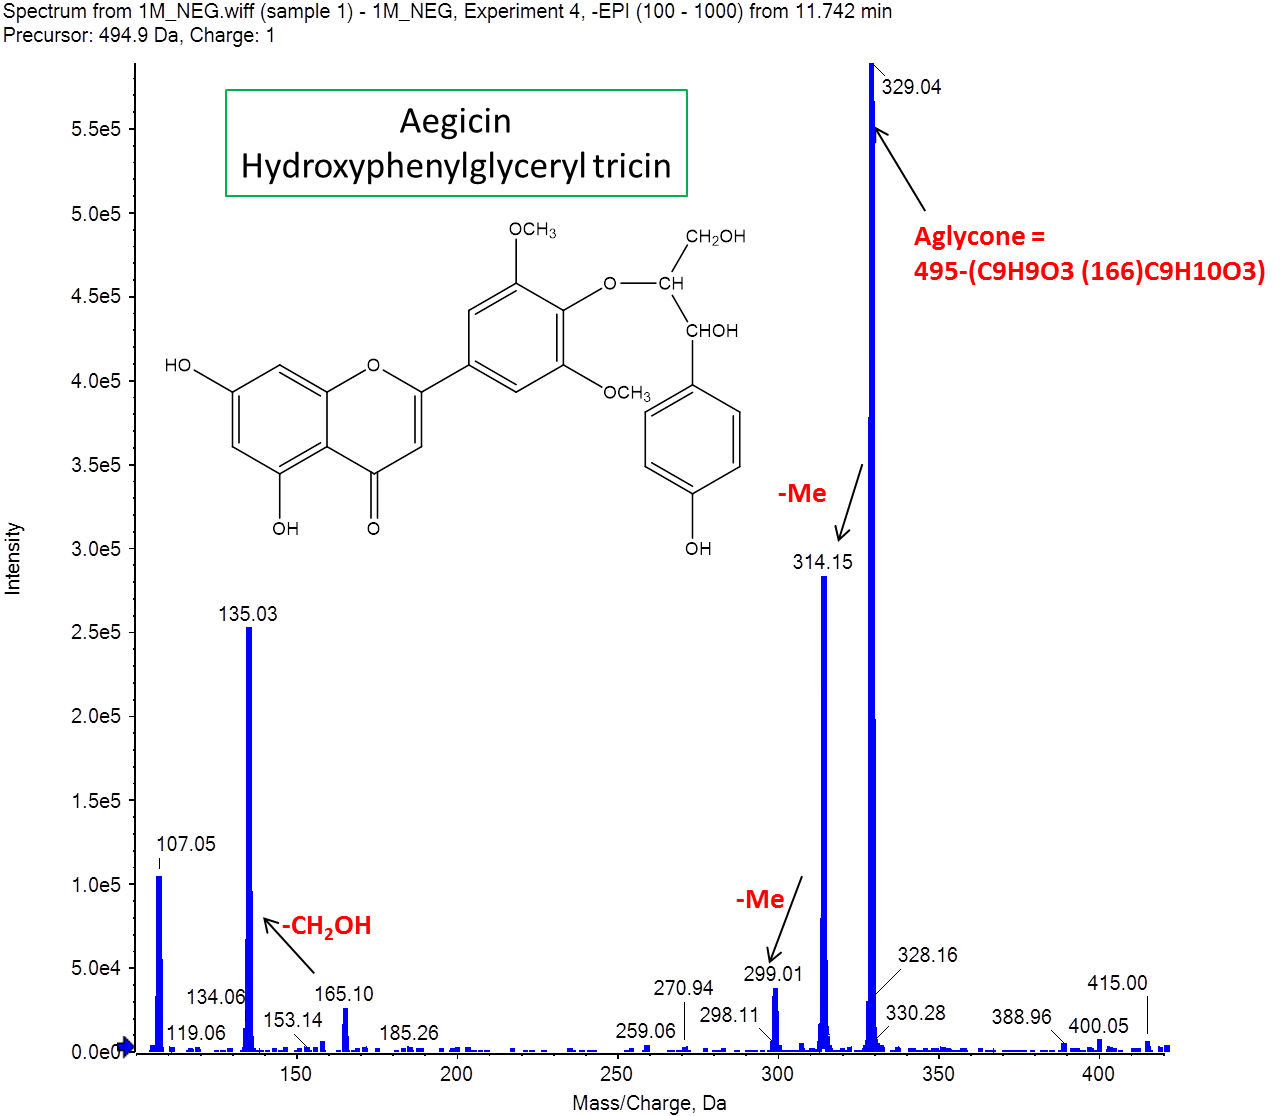 Spectrum from 1M_NEG.wiff (sample 1) - 1M_NEG, Experiment 4, -EPI (100 - 1000) from 11.742 min
Precursor: 494.9 Da, Charge: 1
329.04
Aegicin
Hydroxyphenylglyceryl tricin
5.5e5
5.0e5
OCH3
CH2OH
Aglycone =
495-(C9H9O3 (166)C9H10O3)
4.5e5
O
CH
CHOH
HO
O
4.0e5
OCH3
3.5e5
-Me
OH
O
OH
3.0e5
314.15
Intensity
135.03
2.5e5
2.0e5
1.5e5
107.05
1.0e5
-Me
-CH2OH
328.16
5.0e4
299.01
415.00
134.06
165.10
270.94
330.28
298.11
388.96
153.14
400.05
119.06
185.26
259.06
0.0e0
150
200
250
300
350
400
Mass/Charge, Da